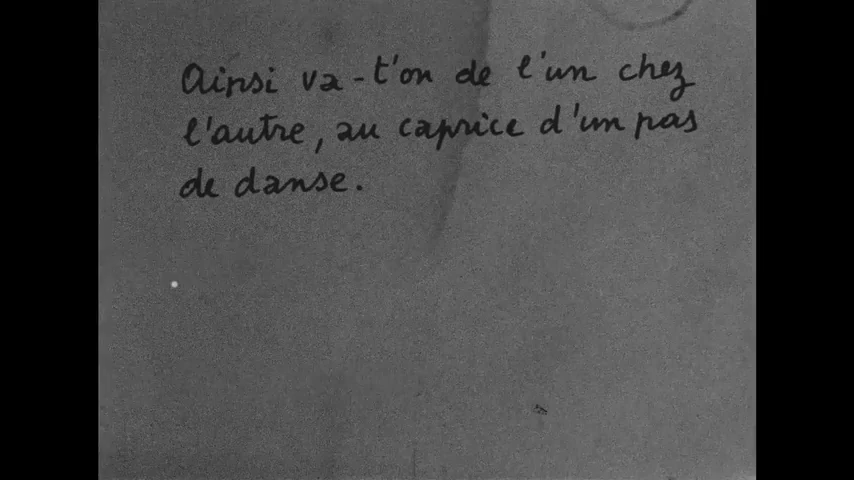 Ainsi va-t'on de l'un chez
l'autre, au caprice d'un pas
de danse.